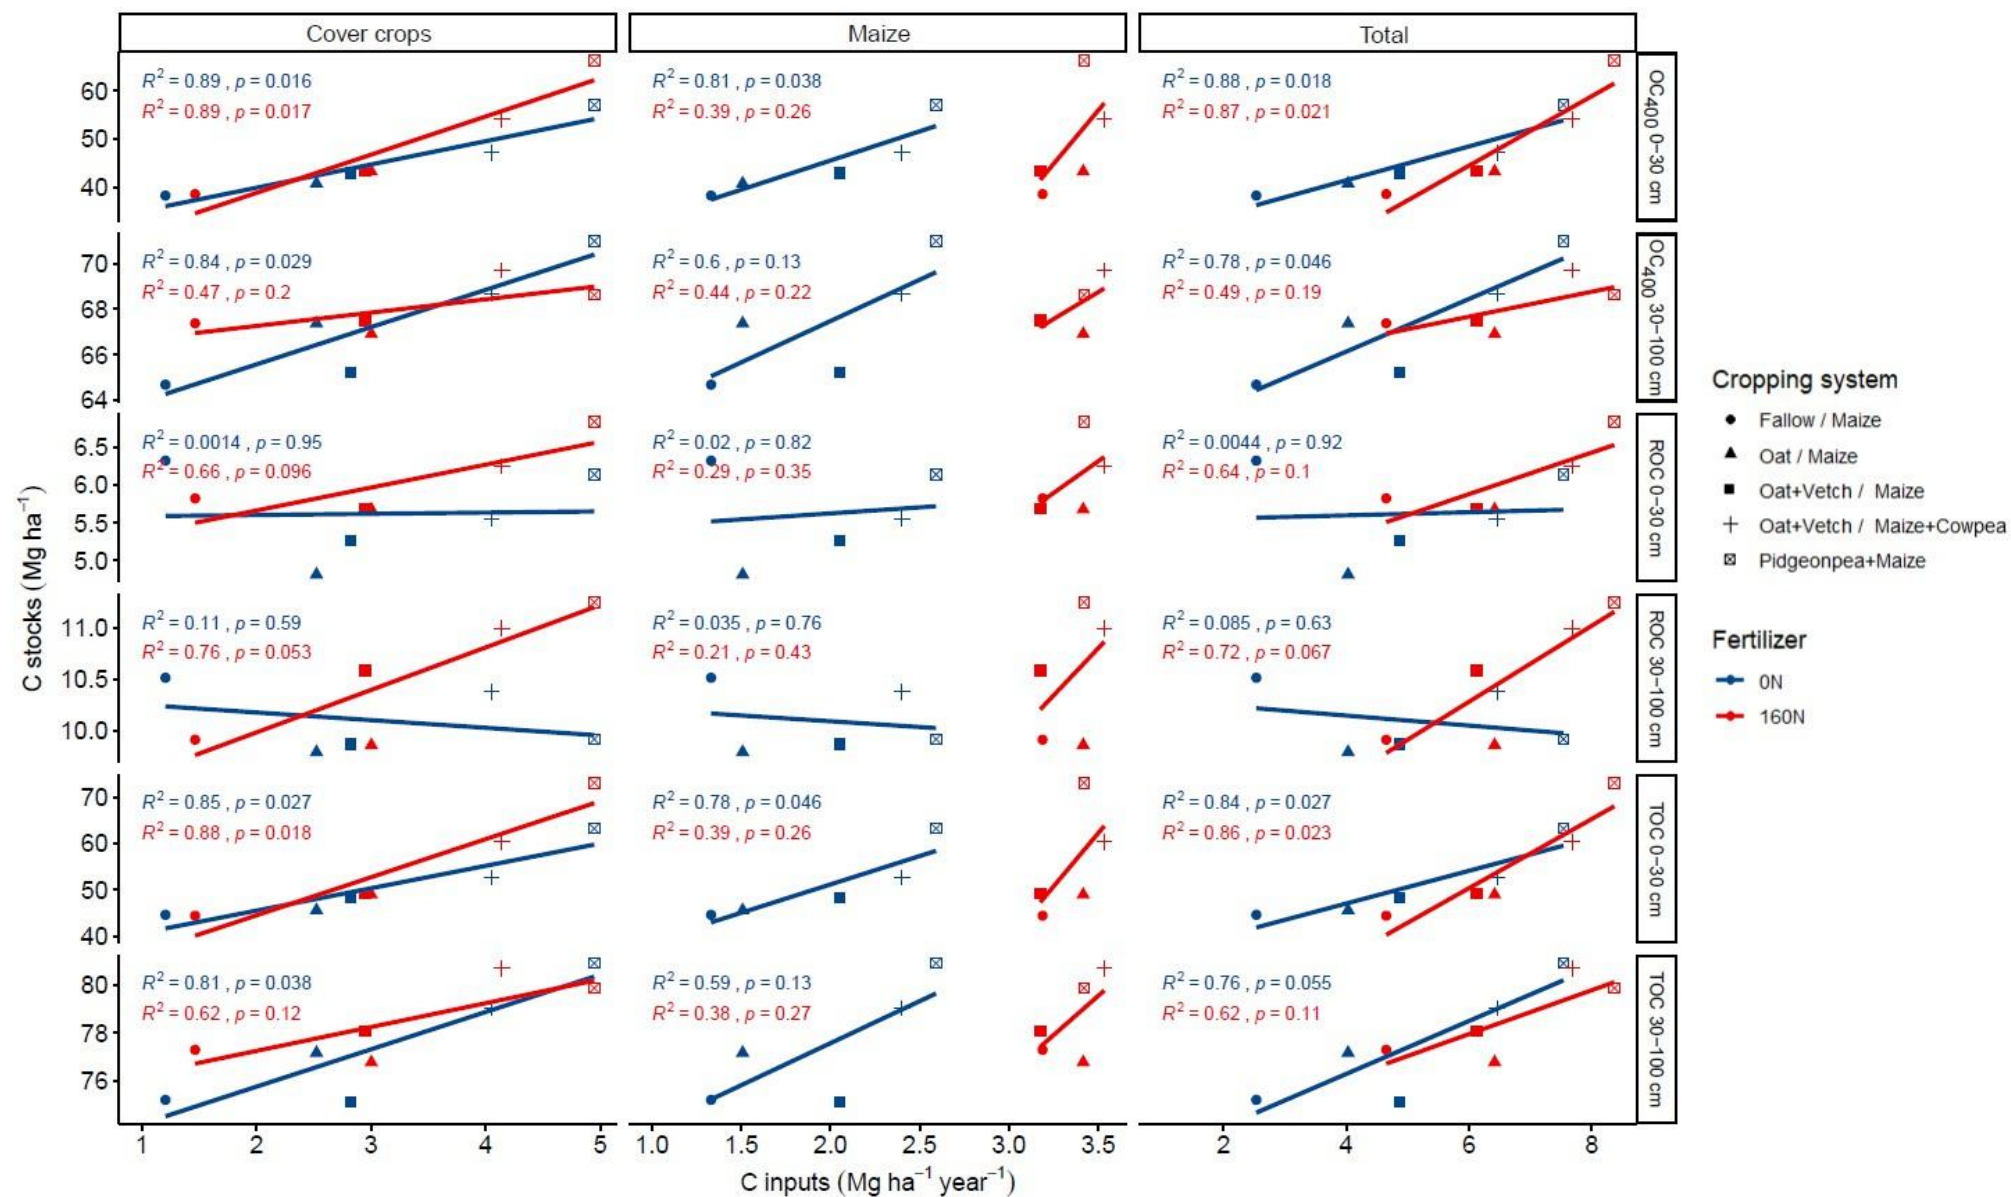 Cover crops
Maize
Total
R² = 0.89 , p = 0.016
R² = 0.89 , p = 0.017
R² = 0.81 , p = 0.038
R² = 0.39 , p = 0.26
R² = 0.88 , p = 0.018
R² = 0.87 , p = 0.021
60
50
40
OC₄₀₀ 0−30 cm
R² = 0.84 , p = 0.029
R² = 0.47 , p = 0.2
R² = 0.6 , p = 0.13
R² = 0.44 , p = 0.22
R² = 0.78 , p = 0.046
R² = 0.49 , p = 0.19
70
68
66
64
OC₄₀₀ 30−100 cm
R² = 0.0014 , p = 0.95
R² = 0.66 , p = 0.096
R² = 0.02 , p = 0.82
R² = 0.29 , p = 0.35
R² = 0.0044 , p = 0.92
R² = 0.64 , p = 0.1
6.5
6.0
5.5
5.0
ROC 0−30 cm
R² = 0.11 , p = 0.59
R² = 0.76 , p = 0.053
R² = 0.035 , p = 0.76
R² = 0.21 , p = 0.43
R² = 0.085 , p = 0.63
R² = 0.72 , p = 0.067
11.0
10.5
10.0
ROC 30−100 cm
R² = 0.85 , p = 0.027
R² = 0.88 , p = 0.018
R² = 0.78 , p = 0.046
R² = 0.39 , p = 0.26
R² = 0.84 , p = 0.027
R² = 0.86 , p = 0.023
70
60
50
40
TOC 0−30 cm
R² = 0.81 , p = 0.038
R² = 0.62 , p = 0.12
R² = 0.59 , p = 0.13
R² = 0.38 , p = 0.27
R² = 0.76 , p = 0.055
R² = 0.62 , p = 0.11
80
78
76
TOC 30−100 cm
1 2 3 4 5
1.0 1.5 2.0 2.5 3.0 3.5
2 4 6 8
C inputs (Mg ha⁻¹ year⁻¹)
C stocks (Mg ha⁻¹)
Cropping system
Fallow / Maize
Oat / Maize
Oat+Vetch / Maize
Oat+Vetch / Maize+Cowpea
Pidgeonpea+Maize
Fertilizer
0N
160N